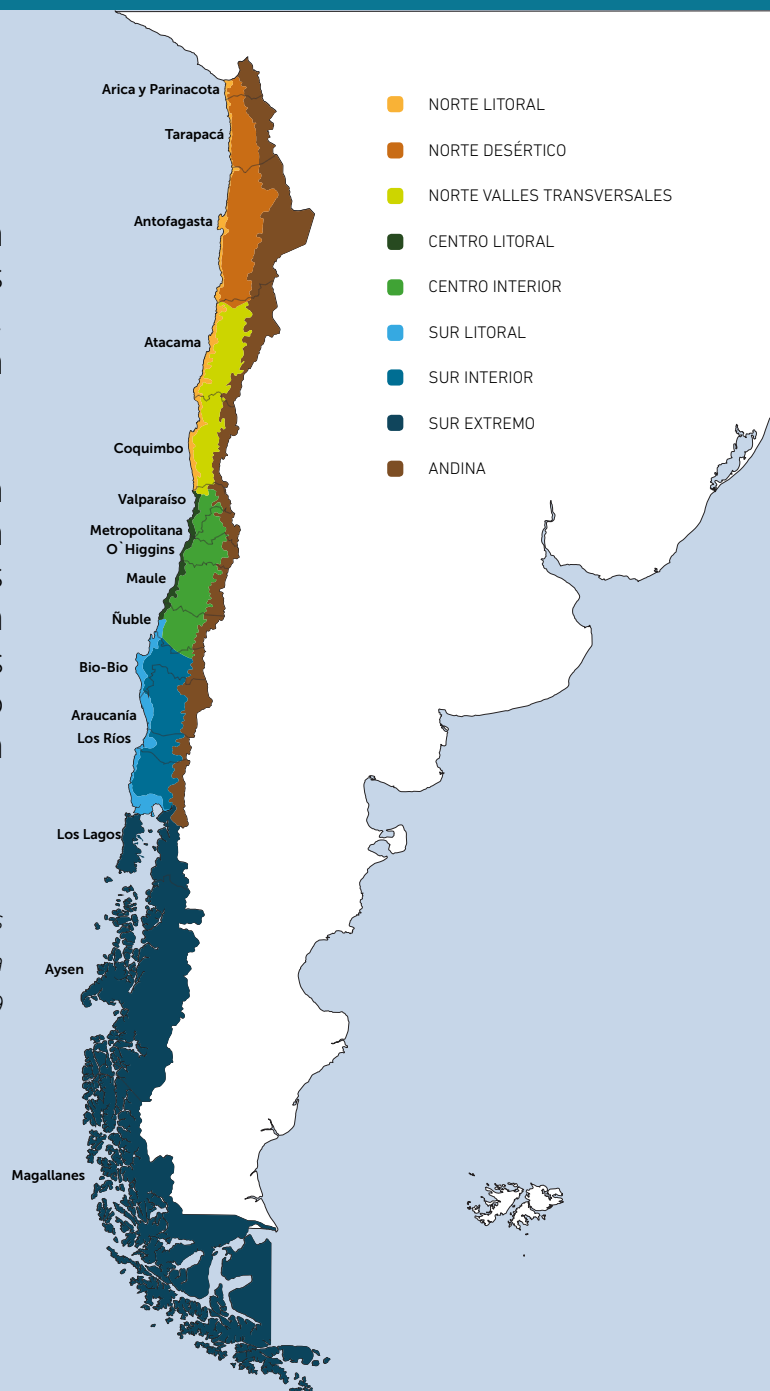 Arica y Parinacota
Tarapacá
Antofagasta
Atacama
Coquimbo
Valparaíso
Metropolitana
O`Higgins
Maule
Ñuble
Bio-Bio
Araucanía
Los Ríos
Los Lagos
Aysen
Magallanes
NORTE LITORAL
NORTE DESÉRTICO
NORTE VALLES TRANSVERSALES
CENTRO LITORAL
CENTRO INTERIOR
SUR LITORAL
SUR INTERIOR
SUR EXTREMO
ANDINA